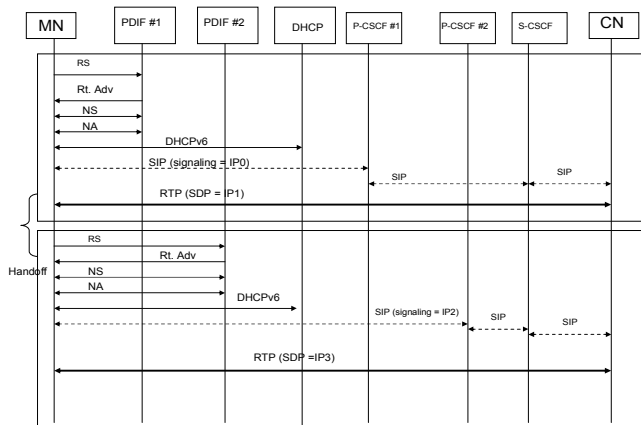 MN
PDIF #1
PDIF #2
DHCP
P-CSCF #1
P-CSCF #2
S-CSCF
CN
RS
Rt. Adv
NS
NA
DHCPv6
SIP (signaling = IP0)
SIP
SIP
RTP (SDP = IP1)
Handoff
RS
Rt. Adv
NS
NA
DHCPv6
SIP (signaling = IP2)
SIP
SIP
RTP (SDP =IP3)